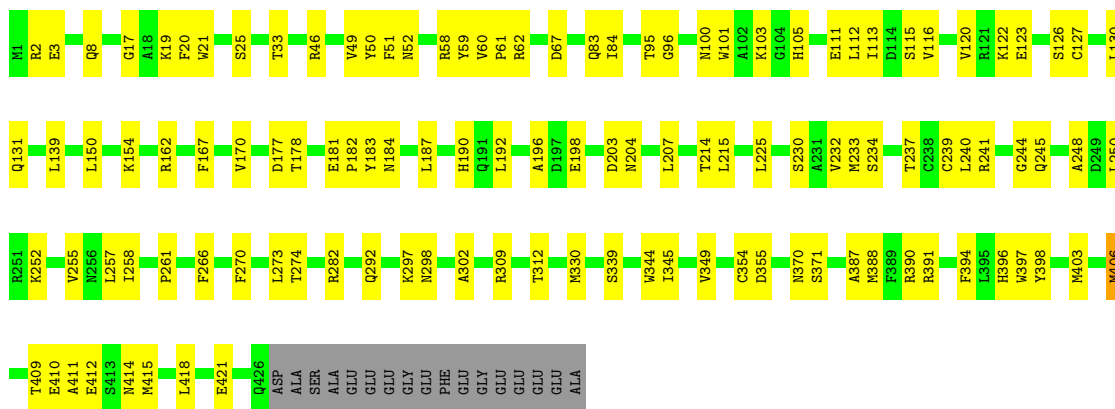 M1 R2 E3 Q8 G17 A18 K19 F20 W21 S25 T33 R46 V49 Y50 F51 N52 R58 Y59 V60 P61 R62 D67 Q83 I84 T95 G96 N100 W101 A102 K103 G104 H105 E111 L112 I113 D114 S115 V116 V120 R121 K122 E123 S126 C127 L130
Q131 L139 L150 K154 R162 F167 V170 D177 T178 E181 P182 Y183 N184 L187 H190 Q191 L192 A196 D197 E198 D203 N204 L207 T214 L215 L225 S230 A231 V232 M233 S234 T237 C238 C239 L240 R241 G244 Q245 A248 D249 L250
R251 K252 V255 N256 L257 I258 P261 F266 F270 L273 T274 R282 Q292 K297 N298 A302 R309 T312 M330 S339 W344 I345 V349 C354 D355 N370 S371 A387 M388 F389 R390 R391 F394 L395 H396 W397 Y398 M403 M406
T409 E410 A411 E412 S413 N414 M415 L418 E421 Q426 ASP ALA SER ALA GLU GLU GLU GLY GLU PHE GLU GLY GLU GLU GLU GLU ALA